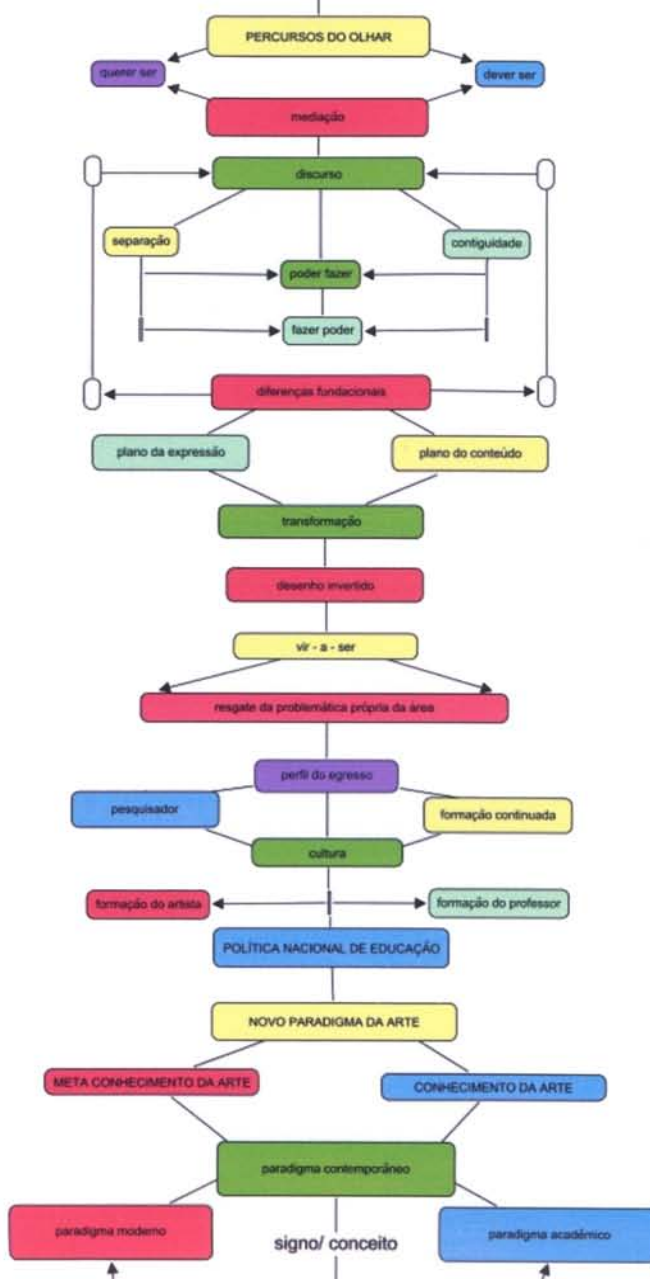 PERCURSOS DO OLHAR
querer ser
dever ser
mediação
discurso
separação
contiguidade
poder fazer
fazer poder
diferenças fundacionais
plano da expressão
plano do conteúdo
transformação
desenho invertido
vir - a - ser
resgate da problemática própria da área
perfil do egresso
pesquisador
formação continuada
cultura
formação do artista
formação do professor
POLÍTICA NACIONAL DE EDUCAÇÃO
NOVO PARADIGMA DA ARTE
META CONHECIMENTO DA ARTE
CONHECIMENTO DA ARTE
paradigma contemporâneo
paradigma moderno
signo/ conceito
paradigma acadêmico